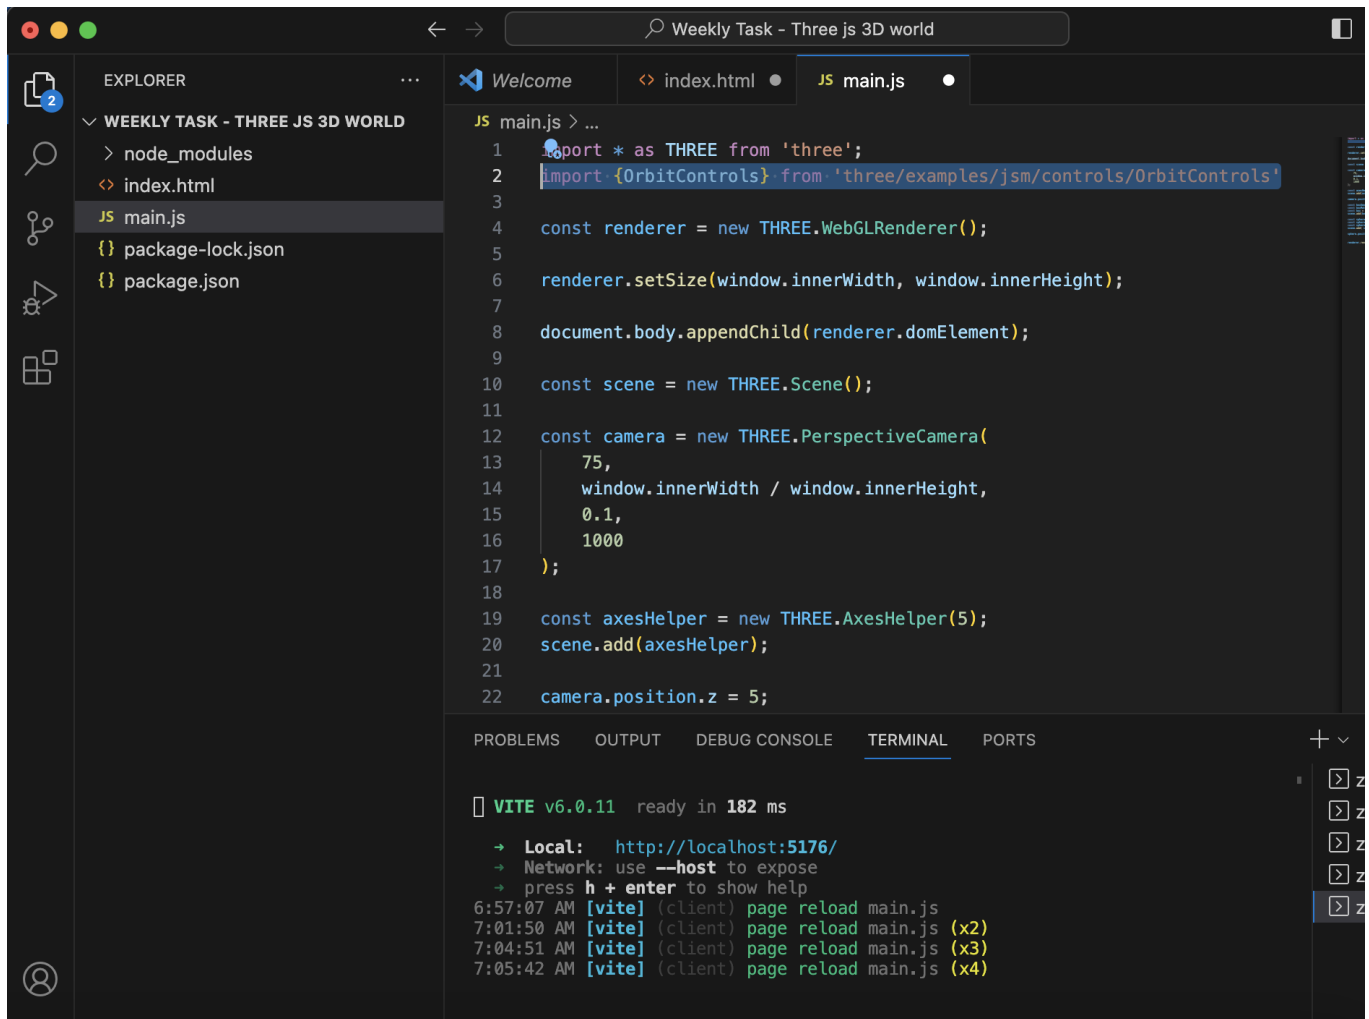 Weekly Task - Three js 3D world
2
EXPLORER
WEEKLY TASK - THREE JS 3D WORLD
node_modules
<> index.html
JS main.js
{} package-lock.json
{} package.json
Welcome
<> index.html
JS main.js
JS main.js > ...
1 import * as THREE from 'three';
2 import {OrbitControls} from 'three/examples/jsm/controls/OrbitControls'
3
4 const renderer = new THREE.WebGLRenderer();
5
6 renderer.setSize(window.innerWidth, window.innerHeight);
7
8 document.body.appendChild(renderer.domElement);
9
10 const scene = new THREE.Scene();
11
12 const camera = new THREE.PerspectiveCamera(
13 75,
14 window.innerWidth / window.innerHeight,
15 0.1,
16 1000
17 );
18
19 const axesHelper = new THREE.AxesHelper(5);
20 scene.add(axesHelper);
21
22 camera.position.z = 5;
PROBLEMS OUTPUT DEBUG CONSOLE TERMINAL PORTS
VITE v6.0.11 ready in 182 ms
➜ Local: http://localhost:5176/
➜ Network: use --host to expose
➜ press h + enter to show help
6:57:07 AM [vite] (client) page reload main.js
7:01:50 AM [vite] (client) page reload main.js (x2)
7:04:51 AM [vite] (client) page reload main.js (x3)
7:05:42 AM [vite] (client) page reload main.js (x4)
z
z
z
z
z